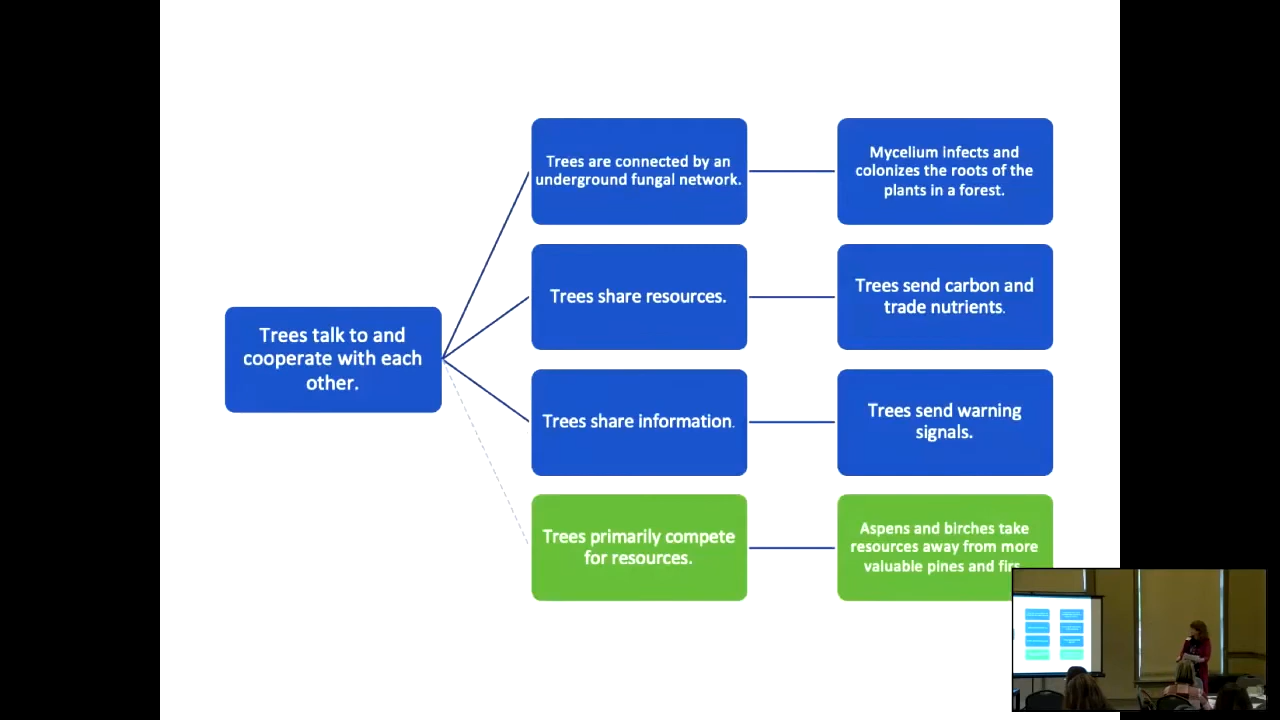 Trees talk to and
cooperate with each
other.
Trees are connected by an
underground fungal network.
Mycelium infects and
colonizes the roots of the
plants in a forest.
Trees share resources.
Trees send carbon and
trade nutrients.
Trees share information.
Trees send warning
signals.
Trees primarily compete
for resources.
Aspens and birches take
resources away from more
valuable pines and firs.